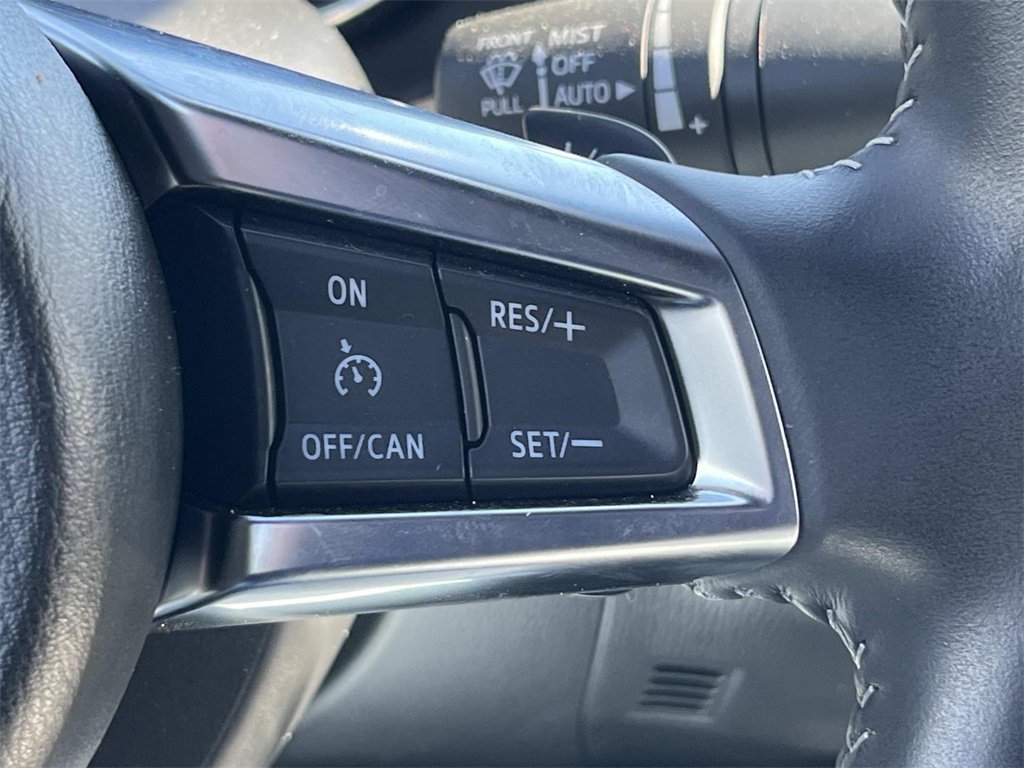 FRONT
PULL
MIST
OFF
AUTO
+
ON
OFF/CAN
RES/+
SET/−